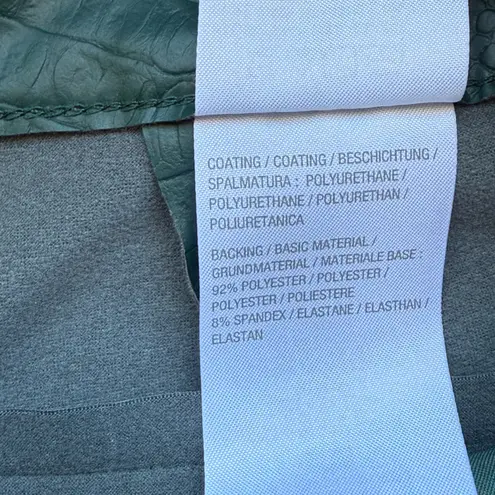 COATING / COATING / BESCHICHTUNG /
SPALMATURA : POLYURETHANE /
POLYURETHANE / POLYURETHAN /
POLIURETANICA
BACKING / BASIC MATERIAL /
GRUNDMATERIAL / MATERIALE BASE :
92% POLYESTER / POLYESTER /
POLYESTER / POLIESTERE
8% SPANDEX / ELASTANE / ELASTHAN /
ELASTAN